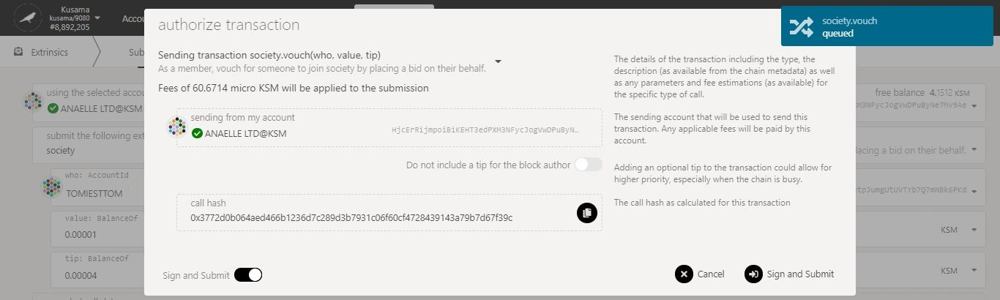 Kusama
kusama/9080
#8,892,205
authorize transaction
society.vouch
queued
Extrinsics
Sending transaction society.vouch(who, value, tip)
As a member, vouch for someone to join society by placing a bid on their behalf.
Fees of 60.6714 micro KSM will be applied to the submission
The details of the transaction including the type, the
description (as available from the chain metadata) as well
as any parameters and fee estimations (as available) for
the specific type of call.
using the selected
ANAELLE LTD@KSM
free balance 4.1512 KSM
M3NFycJogVwDPuByNe7hv9Ae
sending from my account
ANAELLE LTD@KSM
HjcErRijmpoiBiKEHT3edPXM3NFycJogVwDPuByN…
The sending account that will be used to send this
transaction. Any applicable fees will be paid by this
account.
submit the following
society
placing a bid on their behalf.
Do not include a tip for the block author
Adding an optional tip to the transaction could allow for
higher priority, especially when the chain is busy.
who: AccountId
TOMIESTTOM
tpJumgUtUVTYb7Q7mNBk6PKd
call hash
0x3772d0b064aed466b1236d7c289d3b7931c06f60cf4728439143a79b7d67f39c
The call hash as calculated for this transaction
value: BalanceOf
0.00001
KSM
tip: BalanceOf
0.00004
KSM
Sign and Submit
Cancel
Sign and Submit